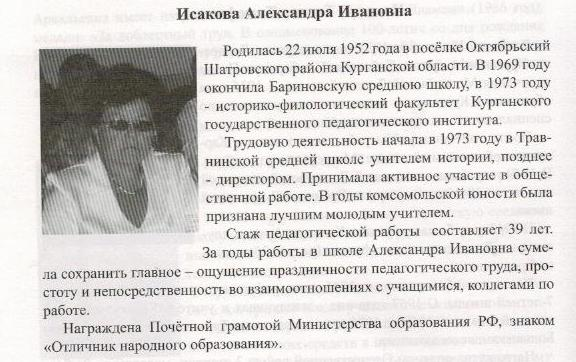 Исакова Александра Ивановна
Родилась 22 июля 1952 года в посёлке Октябрьский
Шатровского района Курганской области. В 1969 году
окончила Бариновскую среднюю школу, в 1973 году
- историко-филологический факультет Курганского
государственного педагогического института.
Трудовую деятельность начала в 1973 году в Трав-
нинской средней школе учителем истории, позднее
- директором. Принимала активное участие в обще-
ственной работе. В годы комсомольской юности была
признана лучшим молодым учителем.
Стаж педагогической работы составляет 39 лет.
За годы работы в школе Александра Ивановна суме-
ла сохранить главное – ощущение праздничности педагогического труда, про-
стоту и непосредственность во взаимоотношениях с учащимися, коллегами по
работе.
Награждена Почётной грамотой Министерства образования РФ, знаком
«Отличник народного образования».